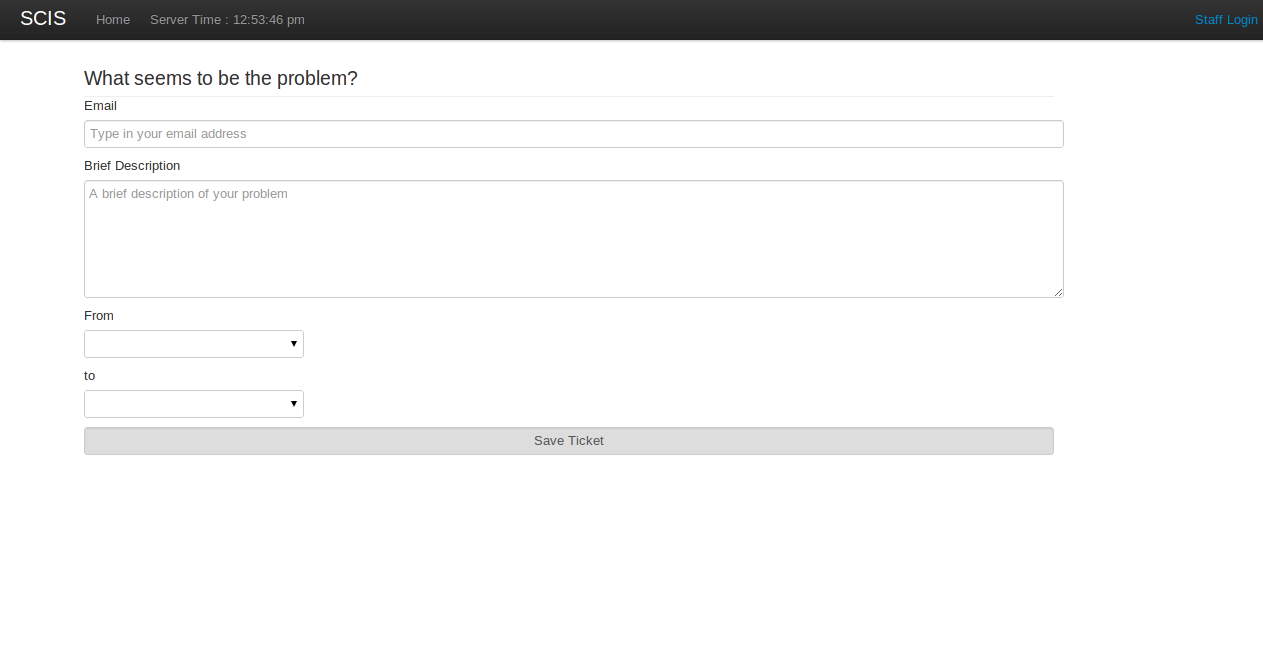 SCIS Home Server Time : 12:53:46 pm Staff Login
What seems to be the problem?
Email
Type in your email address
Brief Description
A brief description of your problem
From
to
Save Ticket